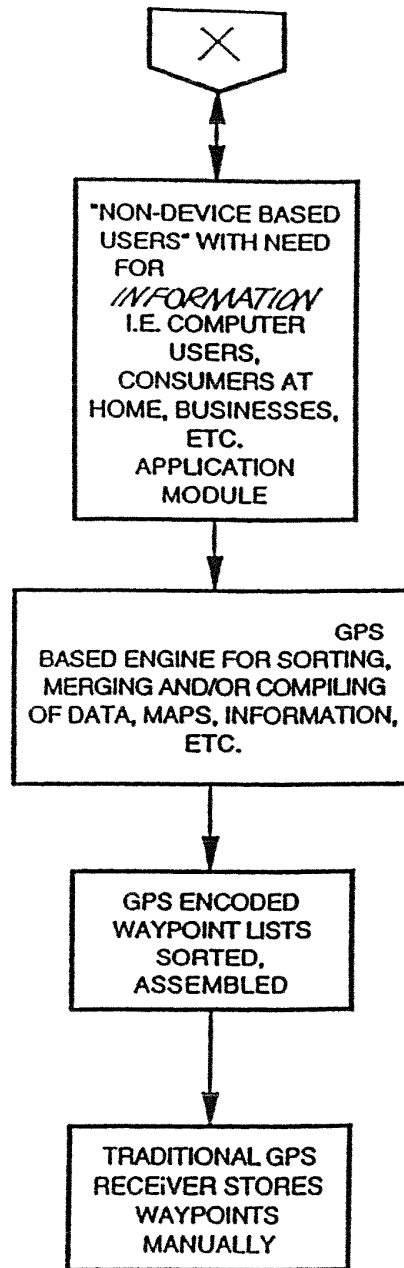 X
"NON-DEVICE BASED
USERS" WITH NEED
FOR
INFORMATION
I.E. COMPUTER
USERS,
CONSUMERS AT
HOME, BUSINESSES,
ETC.
APPLICATION
MODULE
GPS
BASED ENGINE FOR SORTING,
MERGING AND/OR COMPILING
OF DATA, MAPS, INFORMATION,
ETC.
GPS ENCODED
WAYPOINT LISTS
SORTED,
ASSEMBLED
TRADITIONAL GPS
RECEIVER STORES
WAYPOINTS
MANUALLY